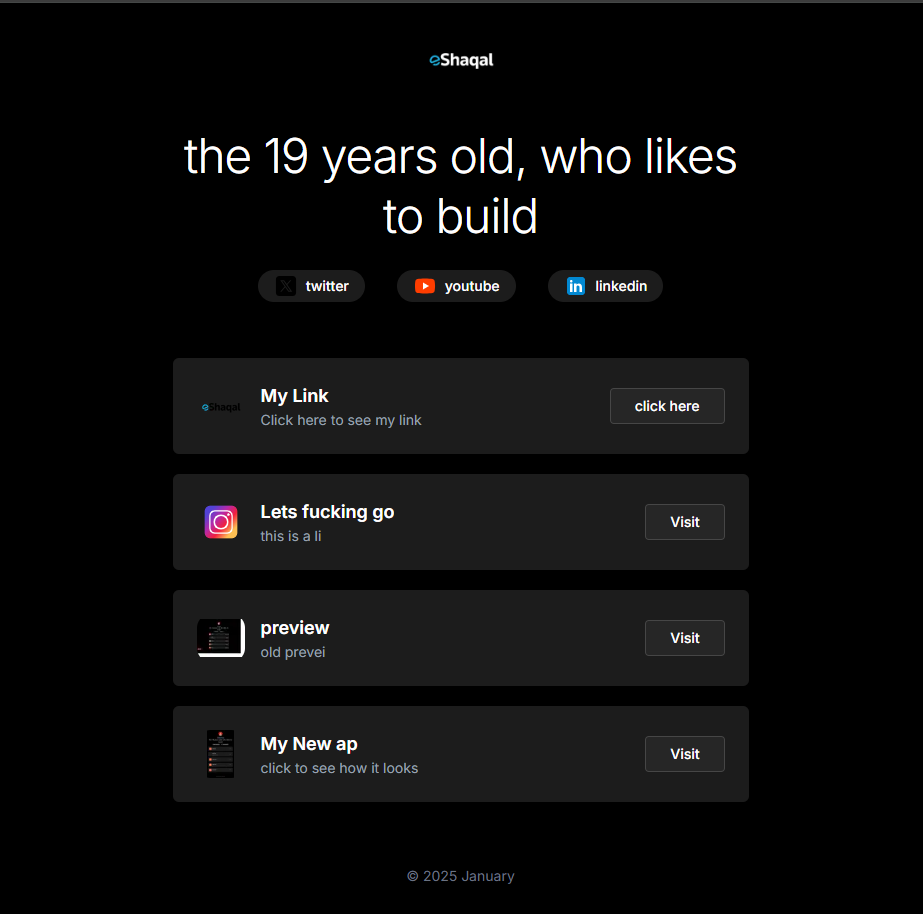 eShaqal
the 19 years old, who likes
to build
twitter
youtube
linkedin
eShaqal
My Link
Click here to see my link
click here
Lets fucking go
this is a li
Visit
preview
old prevei
Visit
My New ap
click to see how it looks
Visit
© 2025 January